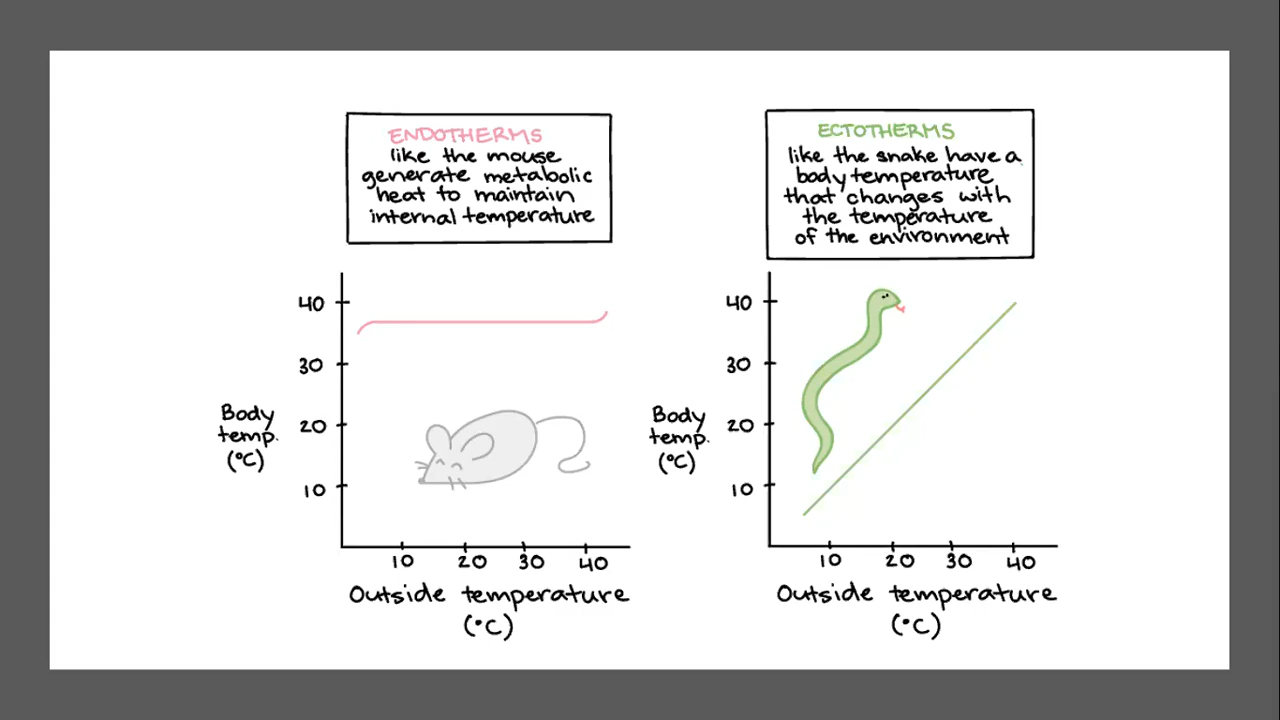 ENDOTHERMS
like the mouse
generate metabolic
heat to maintain
internal temperature
40
30
20
10
Body
temp.
(°C)
10 20 30 40
Outside temperature
(°C)
ECTOTHERMS
like the snake have a
body temperature
that changes with
the temperature
of the environment
40
30
20
10
Body
temp.
(°C)
10 20 30 40
Outside temperature
(°C)